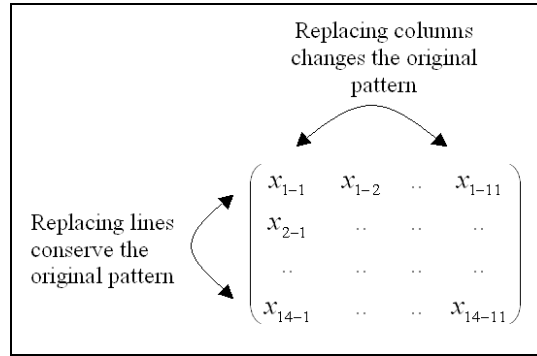 Replacing columns
changes the original
pattern
Replacing lines
conserve the
original pattern
x₁₋₁ x₁₋₂ .. x₁₋₁₁
x₂₋₁ .. .. ..
.. .. .. ..
x₁₄₋₁ .. .. x₁₄₋₁₁